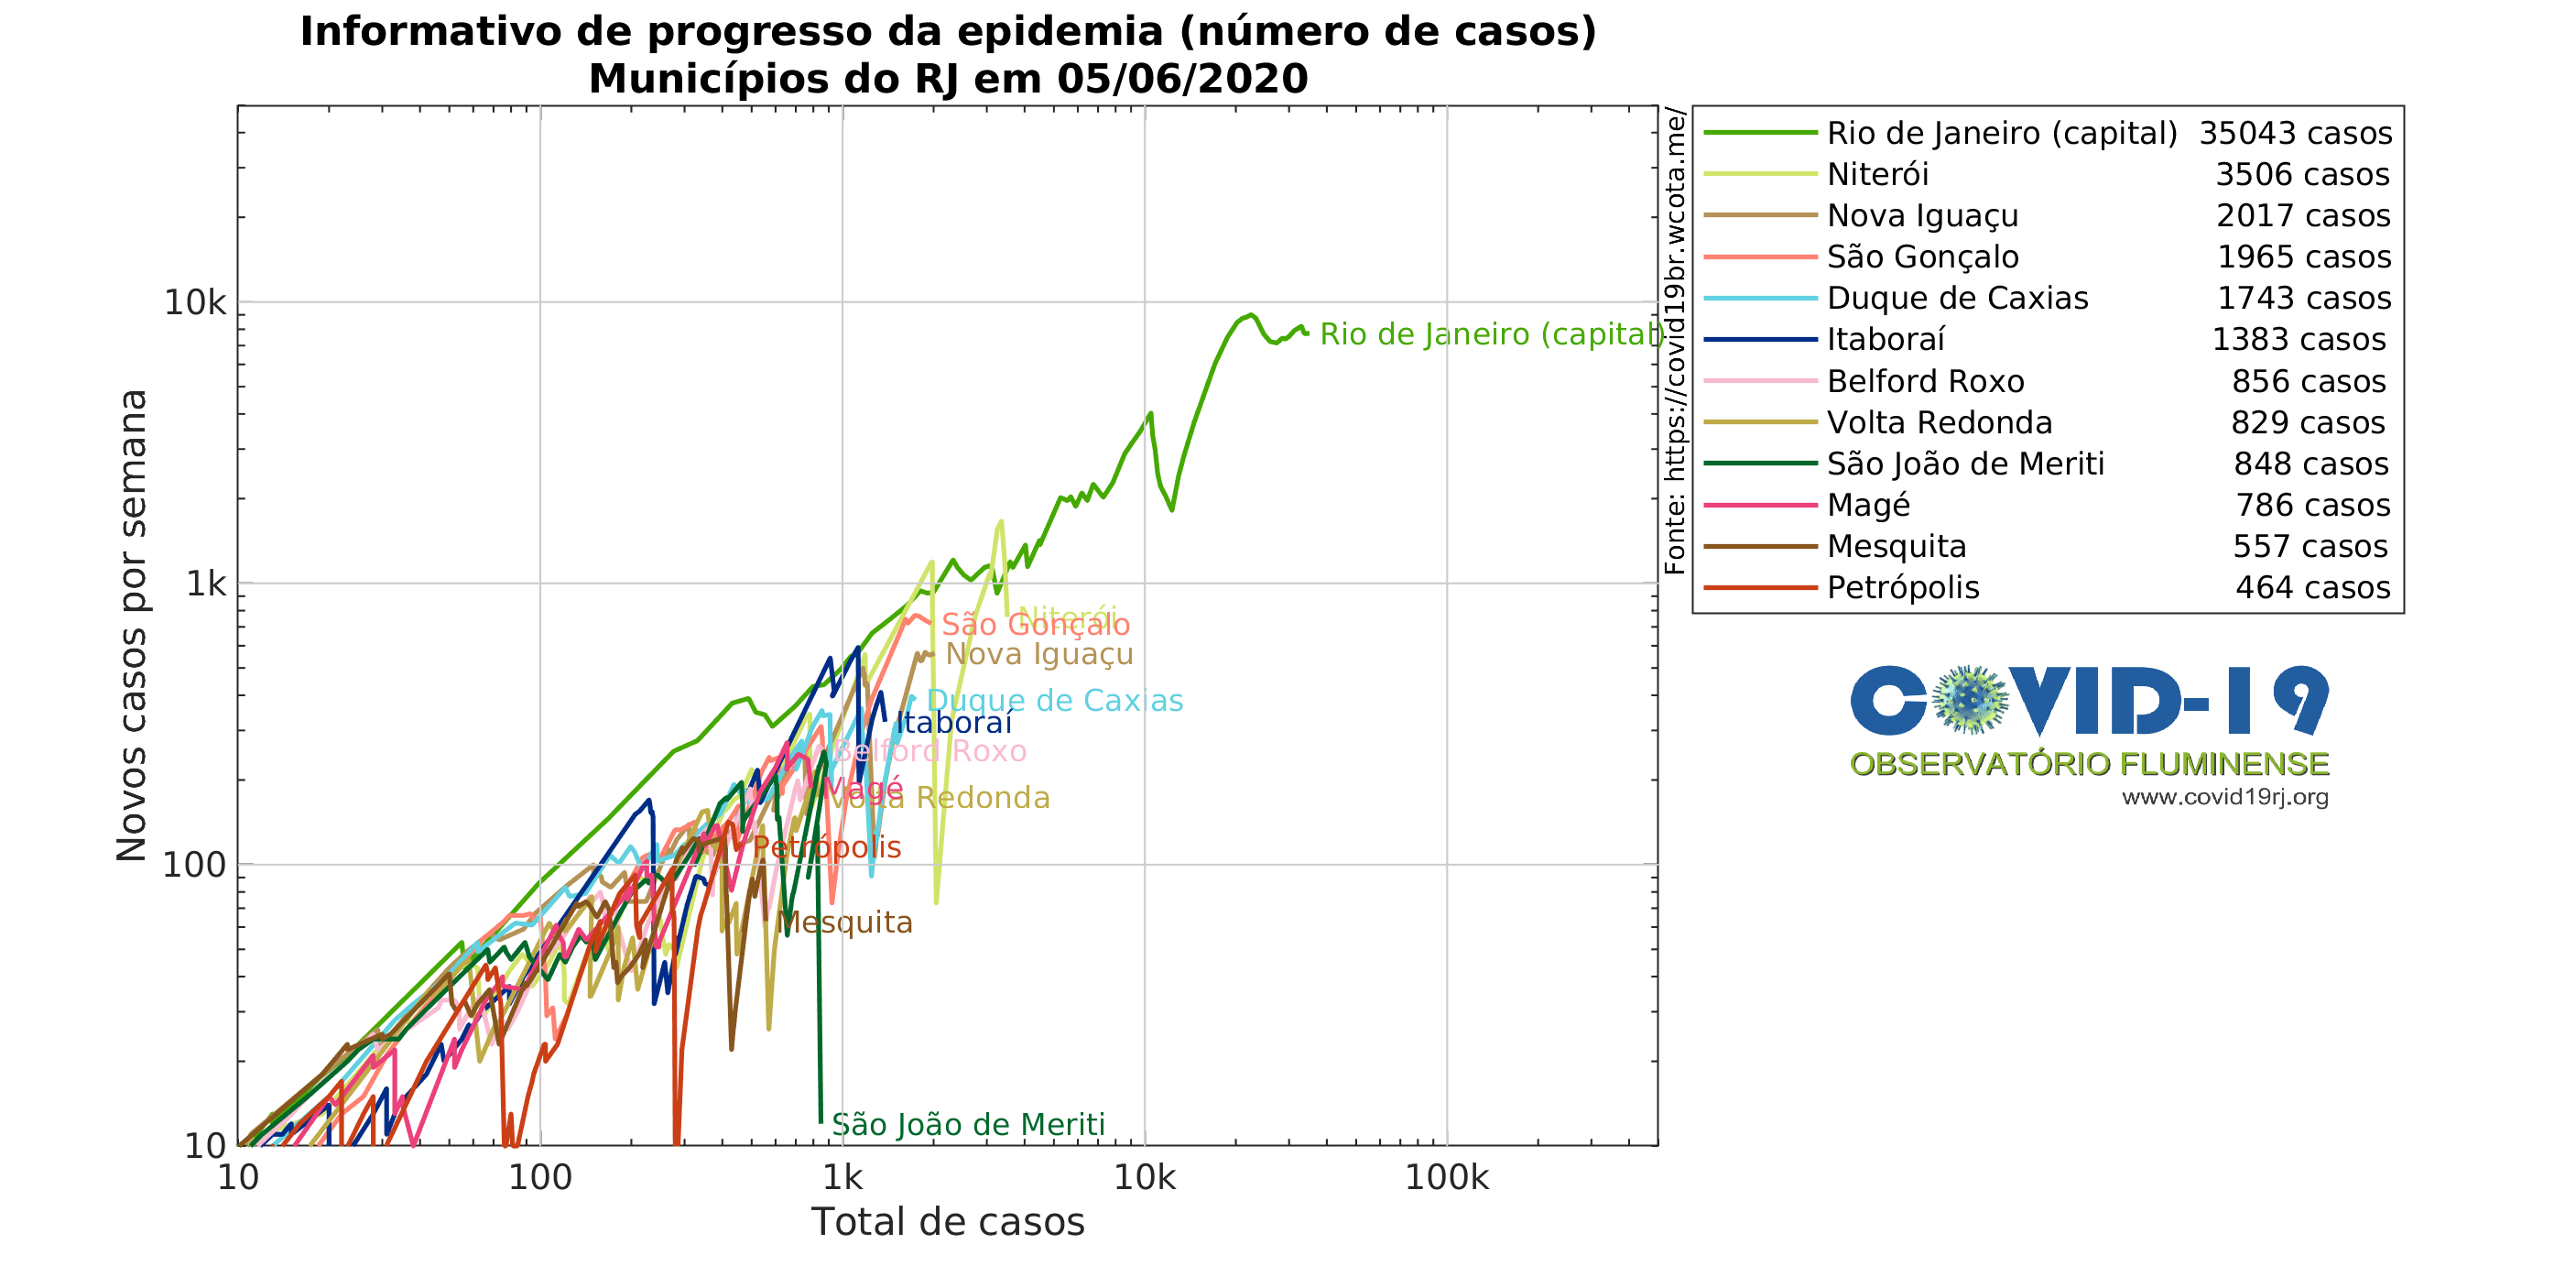 Informativo de progresso da epidemia (número de casos)
Municípios do RJ em 05/06/2020
Novos casos por semana
10k
1k
100
10
10 100 1k 10k 100k
Total de casos
Rio de Janeiro (capital)
Niterói
São Gonçalo
Nova Iguaçu
Duque de Caxias
Itaboraí
Belford Roxo
Magé
Volta Redonda
Petrópolis
Mesquita
São João de Meriti
Fonte: https://covid19br.wcota.me/
Rio de Janeiro (capital) 35043 casos
Niterói 3506 casos
Nova Iguaçu 2017 casos
São Gonçalo 1965 casos
Duque de Caxias 1743 casos
Itaboraí 1383 casos
Belford Roxo 856 casos
Volta Redonda 829 casos
São João de Meriti 848 casos
Magé 786 casos
Mesquita 557 casos
Petrópolis 464 casos
COVID-19
OBSERVATÓRIO FLUMINENSE
www.covid19rj.org